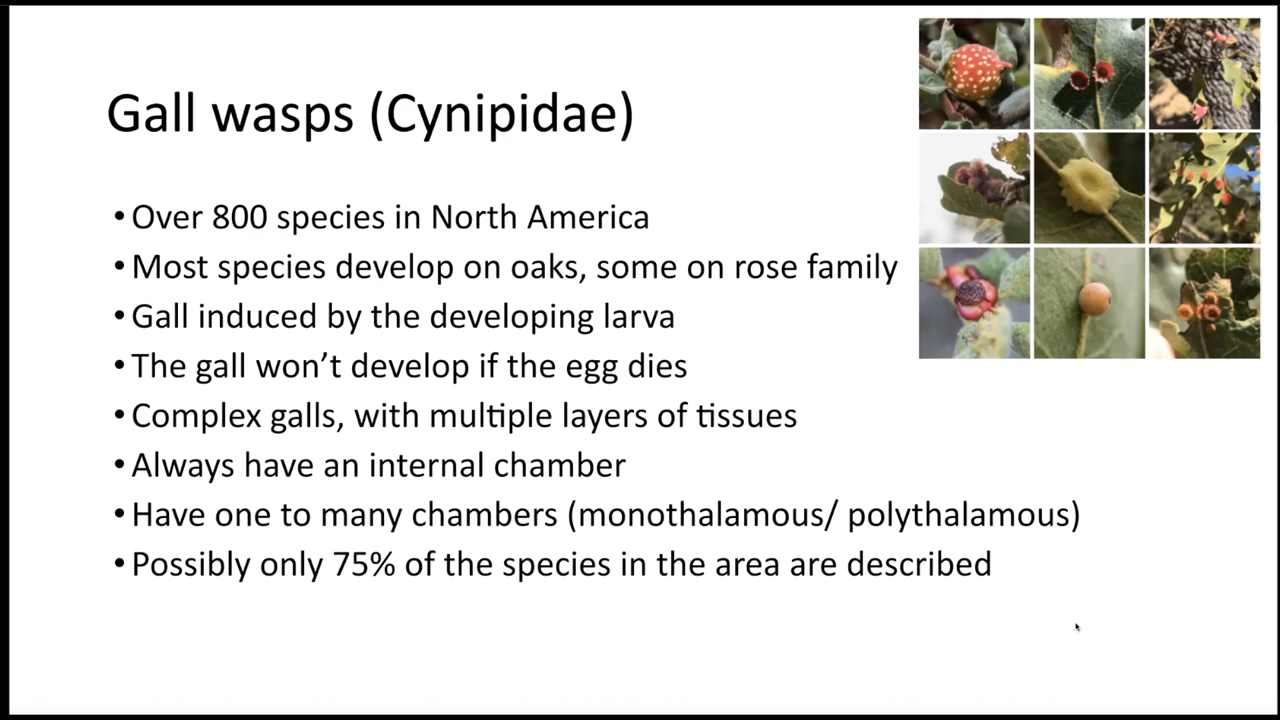 Gall wasps (Cynipidae)
• Over 800 species in North America
• Most species develop on oaks, some on rose family
• Gall induced by the developing larva
• The gall won’t develop if the egg dies
• Complex galls, with multiple layers of tissues
• Always have an internal chamber
• Have one to many chambers (monothalamous/ polythalamous)
• Possibly only 75% of the species in the area are described